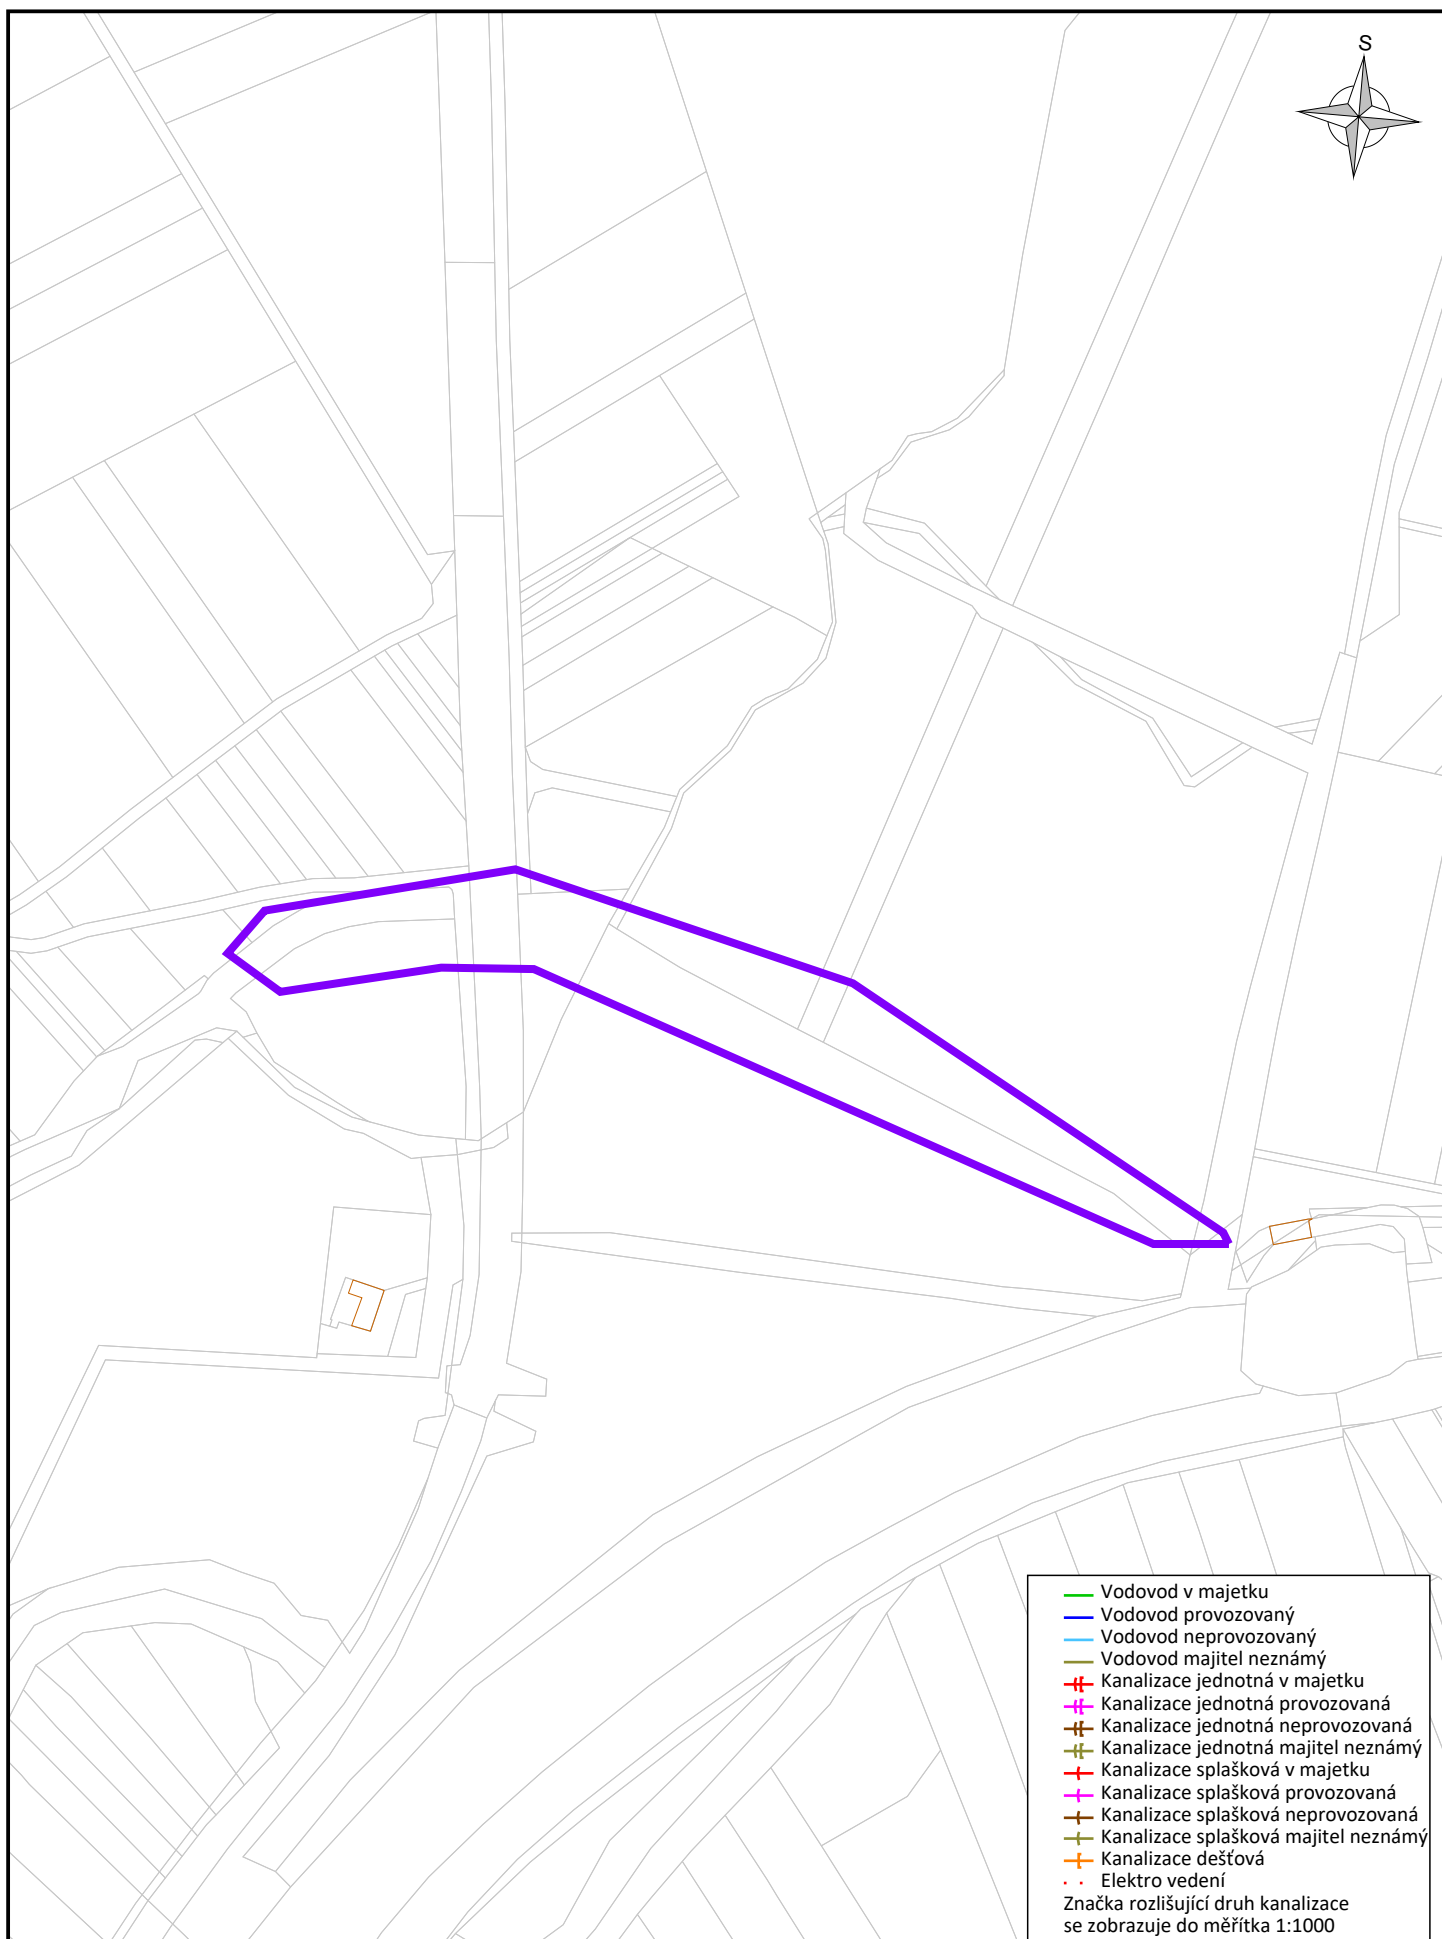 S
Vodovod v majetku
Vodovod provozovaný
Vodovod neprovozovaný
Vodovod majitel neznámý
Kanalizace jednotná v majetku
Kanalizace jednotná provozovaná
Kanalizace jednotná neprovozovaná
Kanalizace jednotná majitel neznámý
Kanalizace splašková v majetku
Kanalizace splašková provozovaná
Kanalizace splašková neprovozovaná
Kanalizace splašková majitel neznámý
Kanalizace dešťová
Elektro vedení
Značka rozlišující druh kanalizace
se zobrazuje do měřítka 1:1000